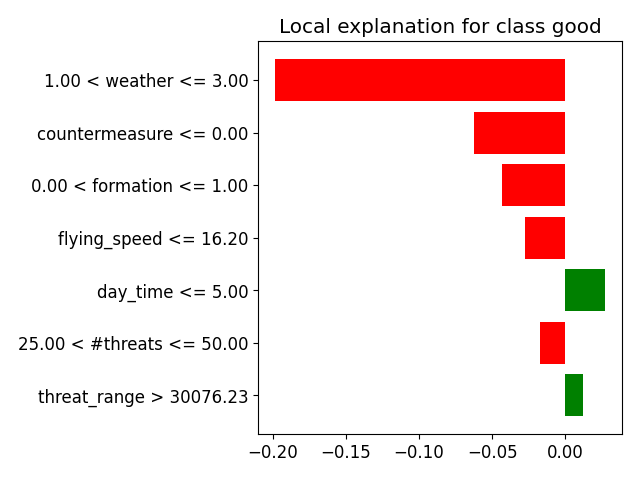 Local explanation for class good
1.00 < weather <= 3.00
countermeasure <= 0.00
0.00 < formation <= 1.00
flying_speed <= 16.20
day_time <= 5.00
25.00 < #threats <= 50.00
threat_range > 30076.23
−0.20 −0.15 −0.10 −0.05 0.00